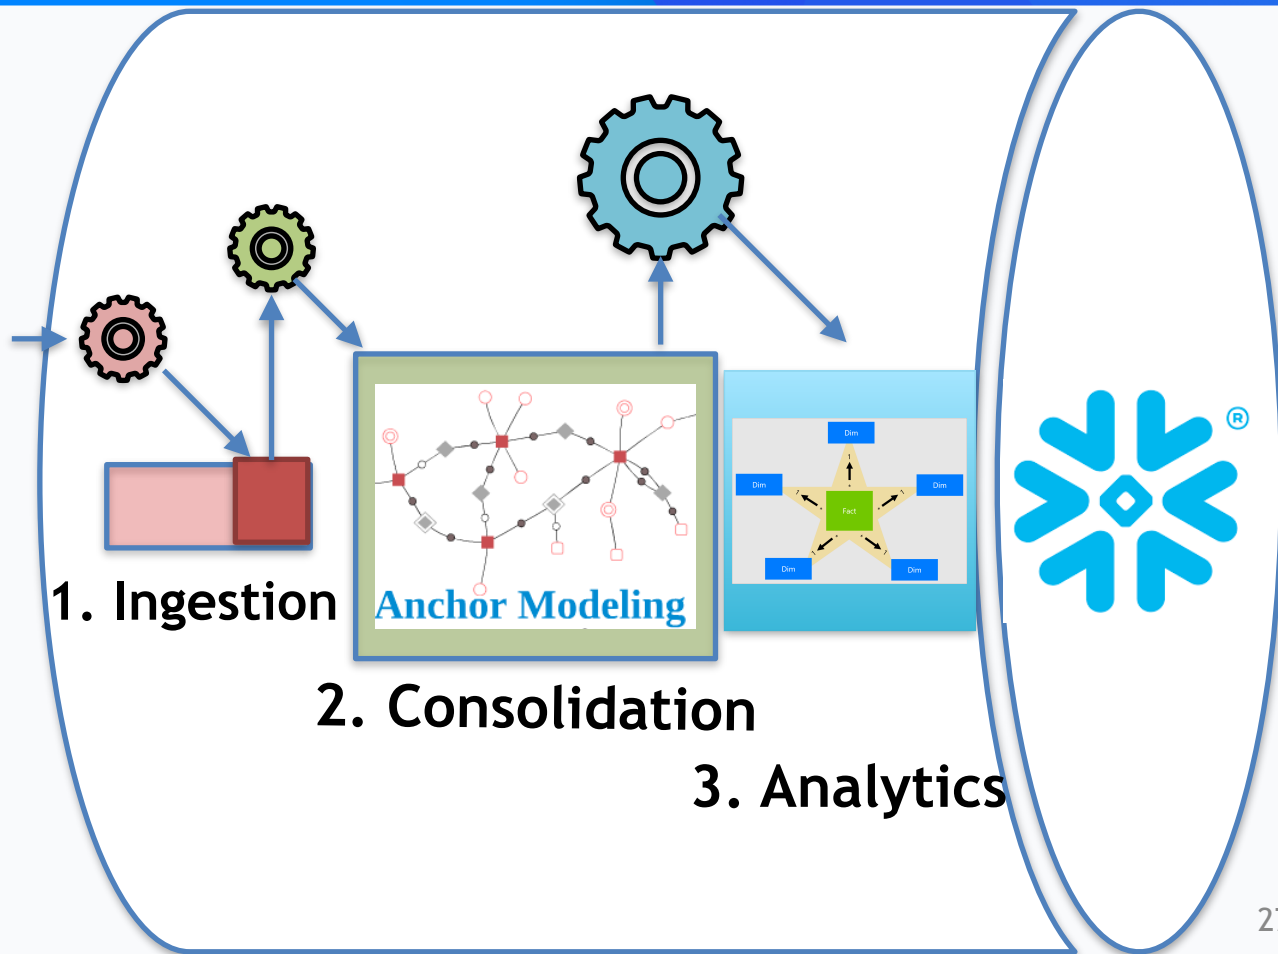 ®
Dim
Dim
Dim
Fact
Dim
Dim
1. Ingestion
Anchor Modeling
2. Consolidation
3. Analytics